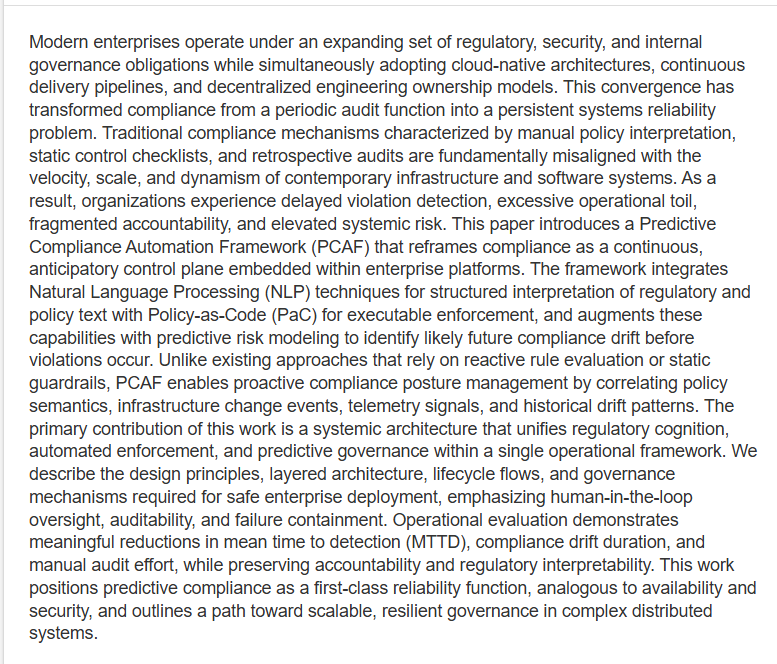 Modern enterprises operate under an expanding set of regulatory, security, and internal
governance obligations while simultaneously adopting cloud-native architectures, continuous
delivery pipelines, and decentralized engineering ownership models. This convergence has
transformed compliance from a periodic audit function into a persistent systems reliability
problem. Traditional compliance mechanisms characterized by manual policy interpretation,
static control checklists, and retrospective audits are fundamentally misaligned with the
velocity, scale, and dynamism of contemporary infrastructure and software systems. As a
result, organizations experience delayed violation detection, excessive operational toil,
fragmented accountability, and elevated systemic risk. This paper introduces a Predictive
Compliance Automation Framework (PCAF) that reframes compliance as a continuous,
anticipatory control plane embedded within enterprise platforms. The framework integrates
Natural Language Processing (NLP) techniques for structured interpretation of regulatory and
policy text with Policy-as-Code (PaC) for executable enforcement, and augments these
capabilities with predictive risk modeling to identify likely future compliance drift before
violations occur. Unlike existing approaches that rely on reactive rule evaluation or static
guardrails, PCAF enables proactive compliance posture management by correlating policy
semantics, infrastructure change events, telemetry signals, and historical drift patterns. The
primary contribution of this work is a systemic architecture that unifies regulatory cognition,
automated enforcement, and predictive governance within a single operational framework. We
describe the design principles, layered architecture, lifecycle flows, and governance
mechanisms required for safe enterprise deployment, emphasizing human-in-the-loop
oversight, auditability, and failure containment. Operational evaluation demonstrates
meaningful reductions in mean time to detection (MTTD), compliance drift duration, and
manual audit effort, while preserving accountability and regulatory interpretability. This work
positions predictive compliance as a first-class reliability function, analogous to availability and
security, and outlines a path toward scalable, resilient governance in complex distributed
systems.